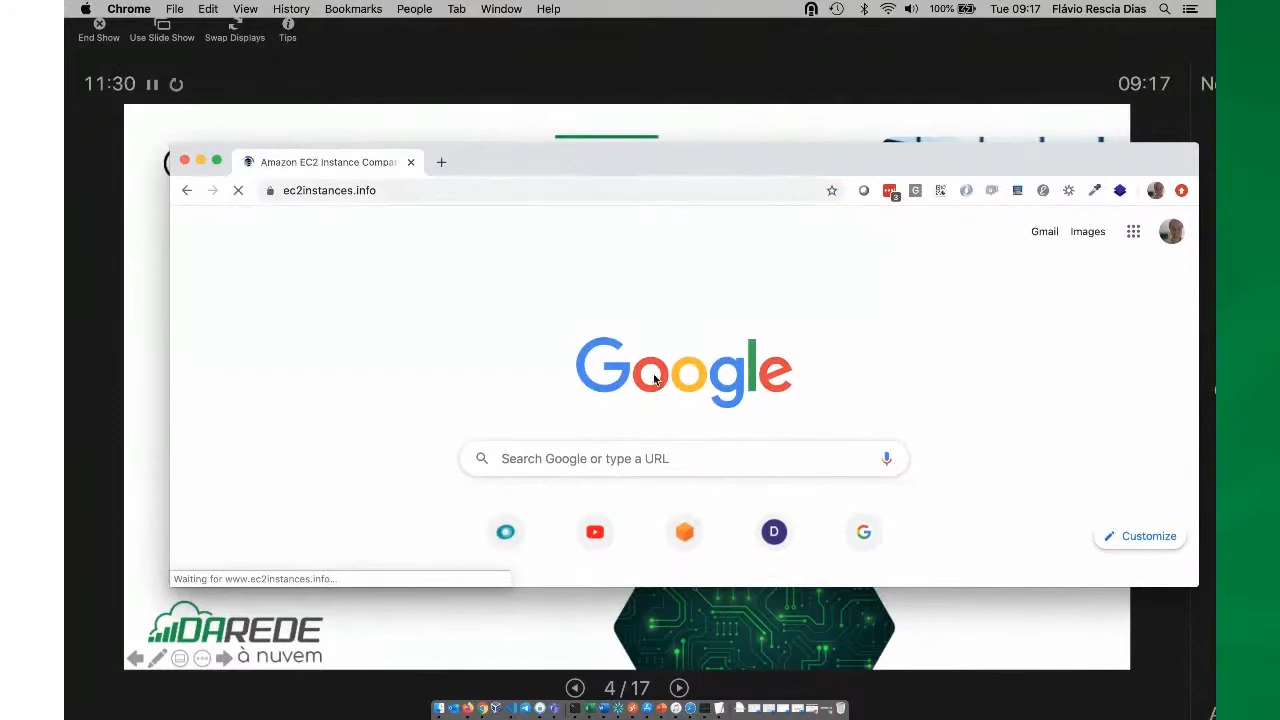 Chrome File Edit View History Bookmarks People Tab Window Help 100% Tue 09:17 Flávio Rescia Dias
End Show Use Slide Show Swap Displays Tips
11:30 09:17
Amazon EC2 Instance Compa
ec2instances.info
3
Gmail Images
Google
Search Google or type a URL
D
G
Customize
Waiting for www.ec2instances.info...
DAREDE
à nuvem
4 / 17